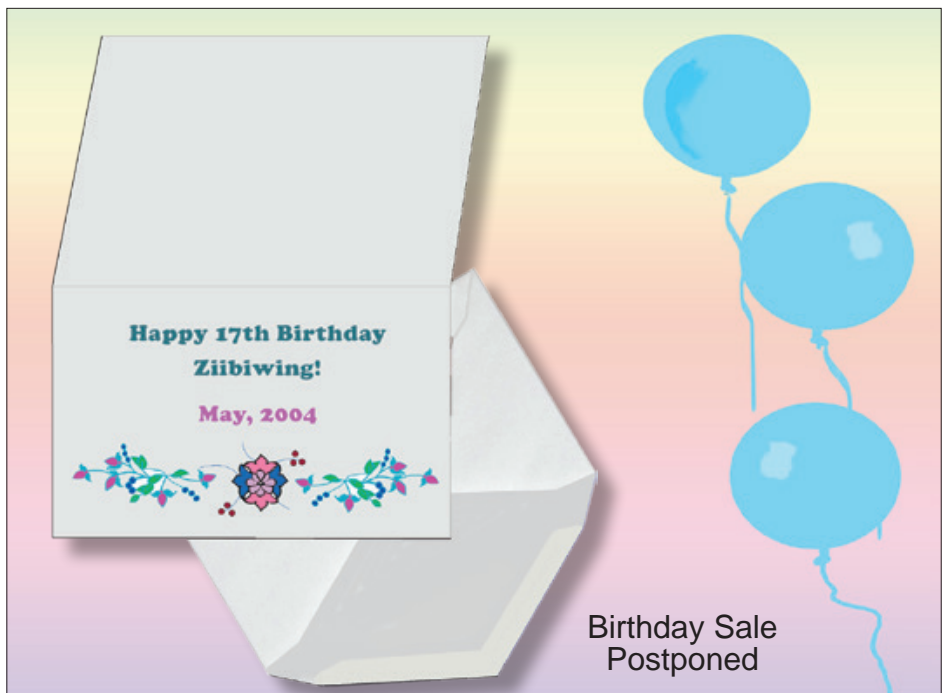 Happy 17th Birthday
Ziibiwing!
May, 2004
Birthday Sale
Postponed